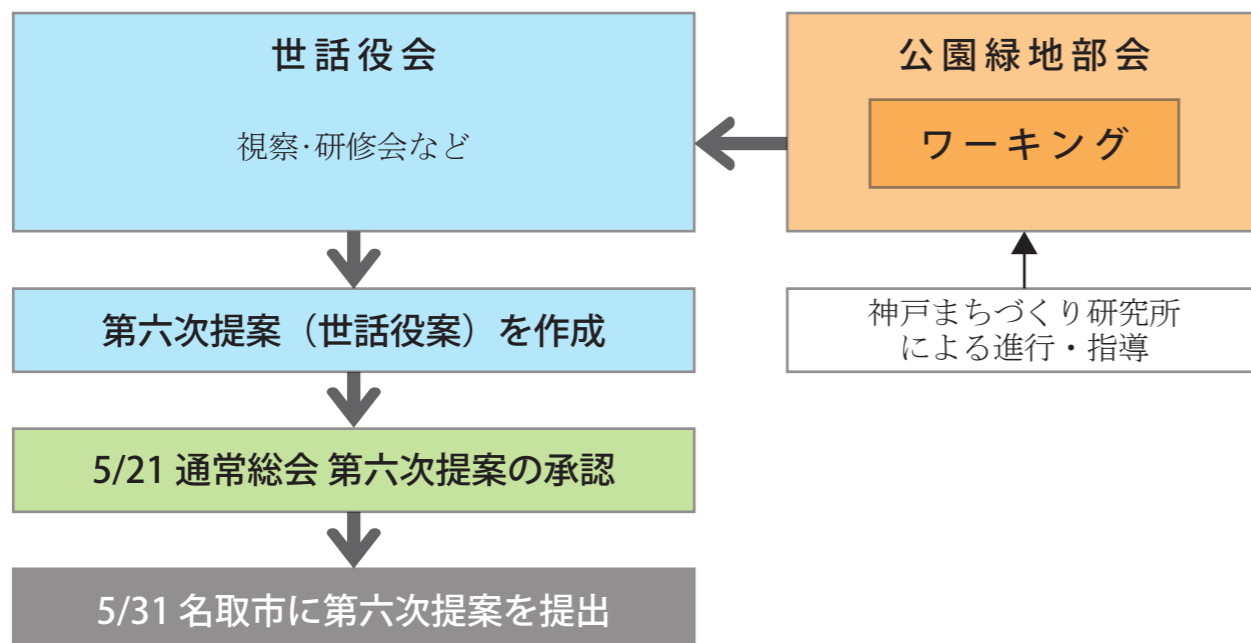 世話役会
視察･研修会など
公園緑地部会
ワーキング
神戸まちづくり研究所
による進行・指導
第六次提案（世話役案）を作成
5/21 通常総会 第六次提案の承認
5/31 名取市に第六次提案を提出